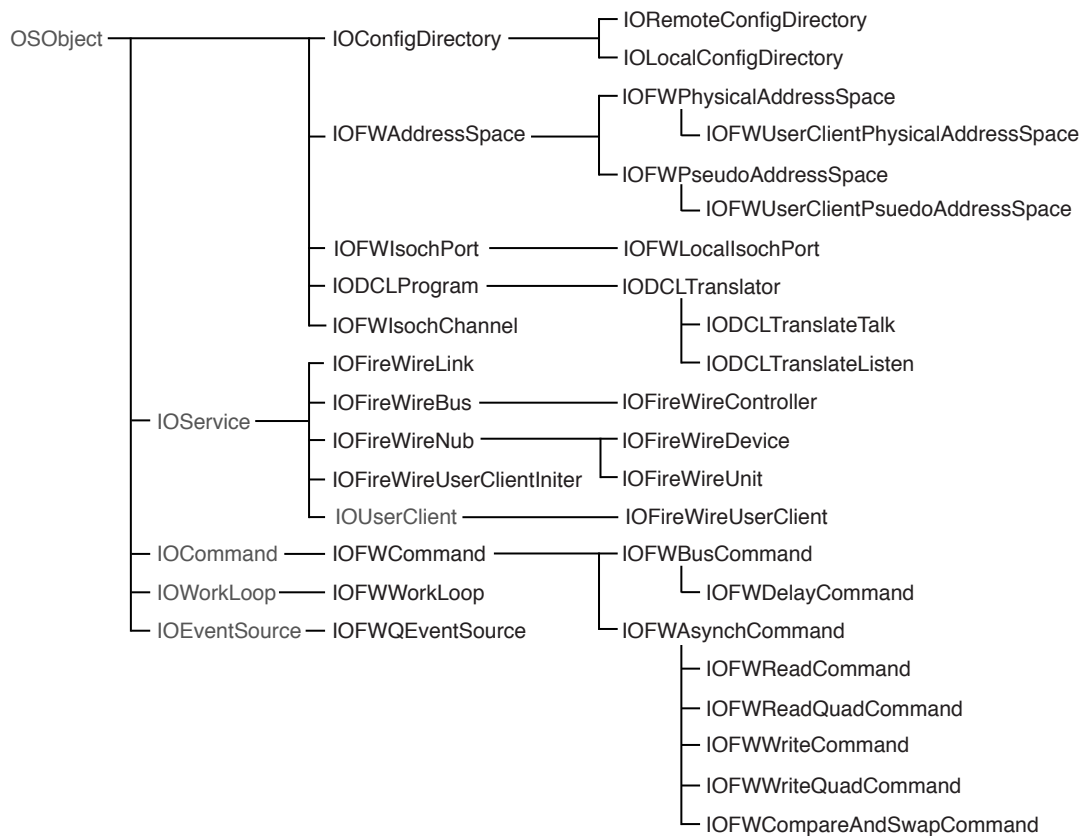 OSObject
IOConfigDirectory
IORemoteConfigDirectory
IOLocalConfigDirectory
IOFWAddressSpace
IOFWPhysicalAddressSpace
IOFWUserClientPhysicalAddressSpace
IOFWPseudoAddressSpace
IOFWUserClientPsuedoAddressSpace
IOFWIsochPort
IOFWLocalIsochPort
IODCLProgram
IODCLTranslator
IOFWIsochChannel
IODCLTranslateTalk
IODCLTranslateListen
IOService
IOFireWireLink
IOFireWireBus
IOFireWireController
IOFireWireNub
IOFireWireDevice
IOFireWireUnit
IOFireWireUserClientIniter
IOUserClient
IOFireWireUserClient
IOCommand
IOFWCommand
IOFWBusCommand
IOFWDelayCommand
IOWorkLoop
IOFWWorkLoop
IOEventSource
IOFWQEventSource
IOFWAsynchCommand
IOFWReadCommand
IOFWReadQuadCommand
IOFWWriteCommand
IOFWWriteQuadCommand
IOFWCompareAndSwapCommand